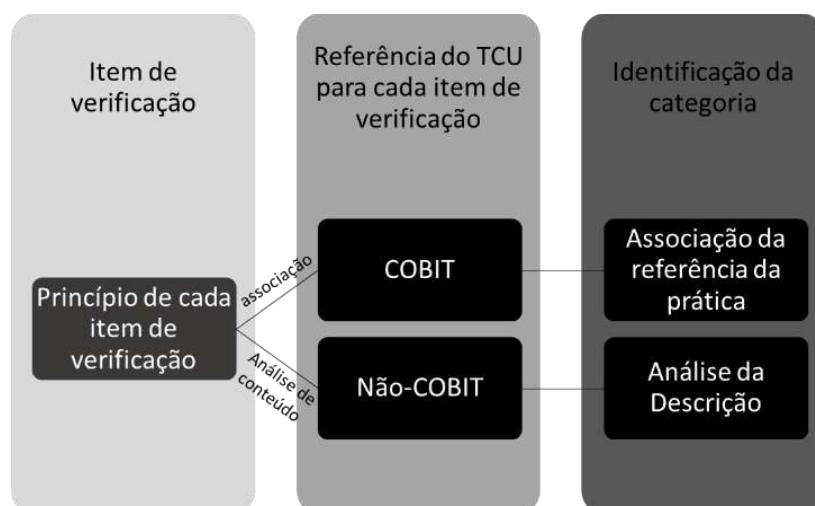 Item de
verificação
Referência do TCU
para cada item de
verificação
Identificação da
categoria
Princípio de cada
item de
verificação
associação
Análise de
conteúdo
COBIT
Não-COBIT
Associação da
referência da
prática
Análise da
Descrição